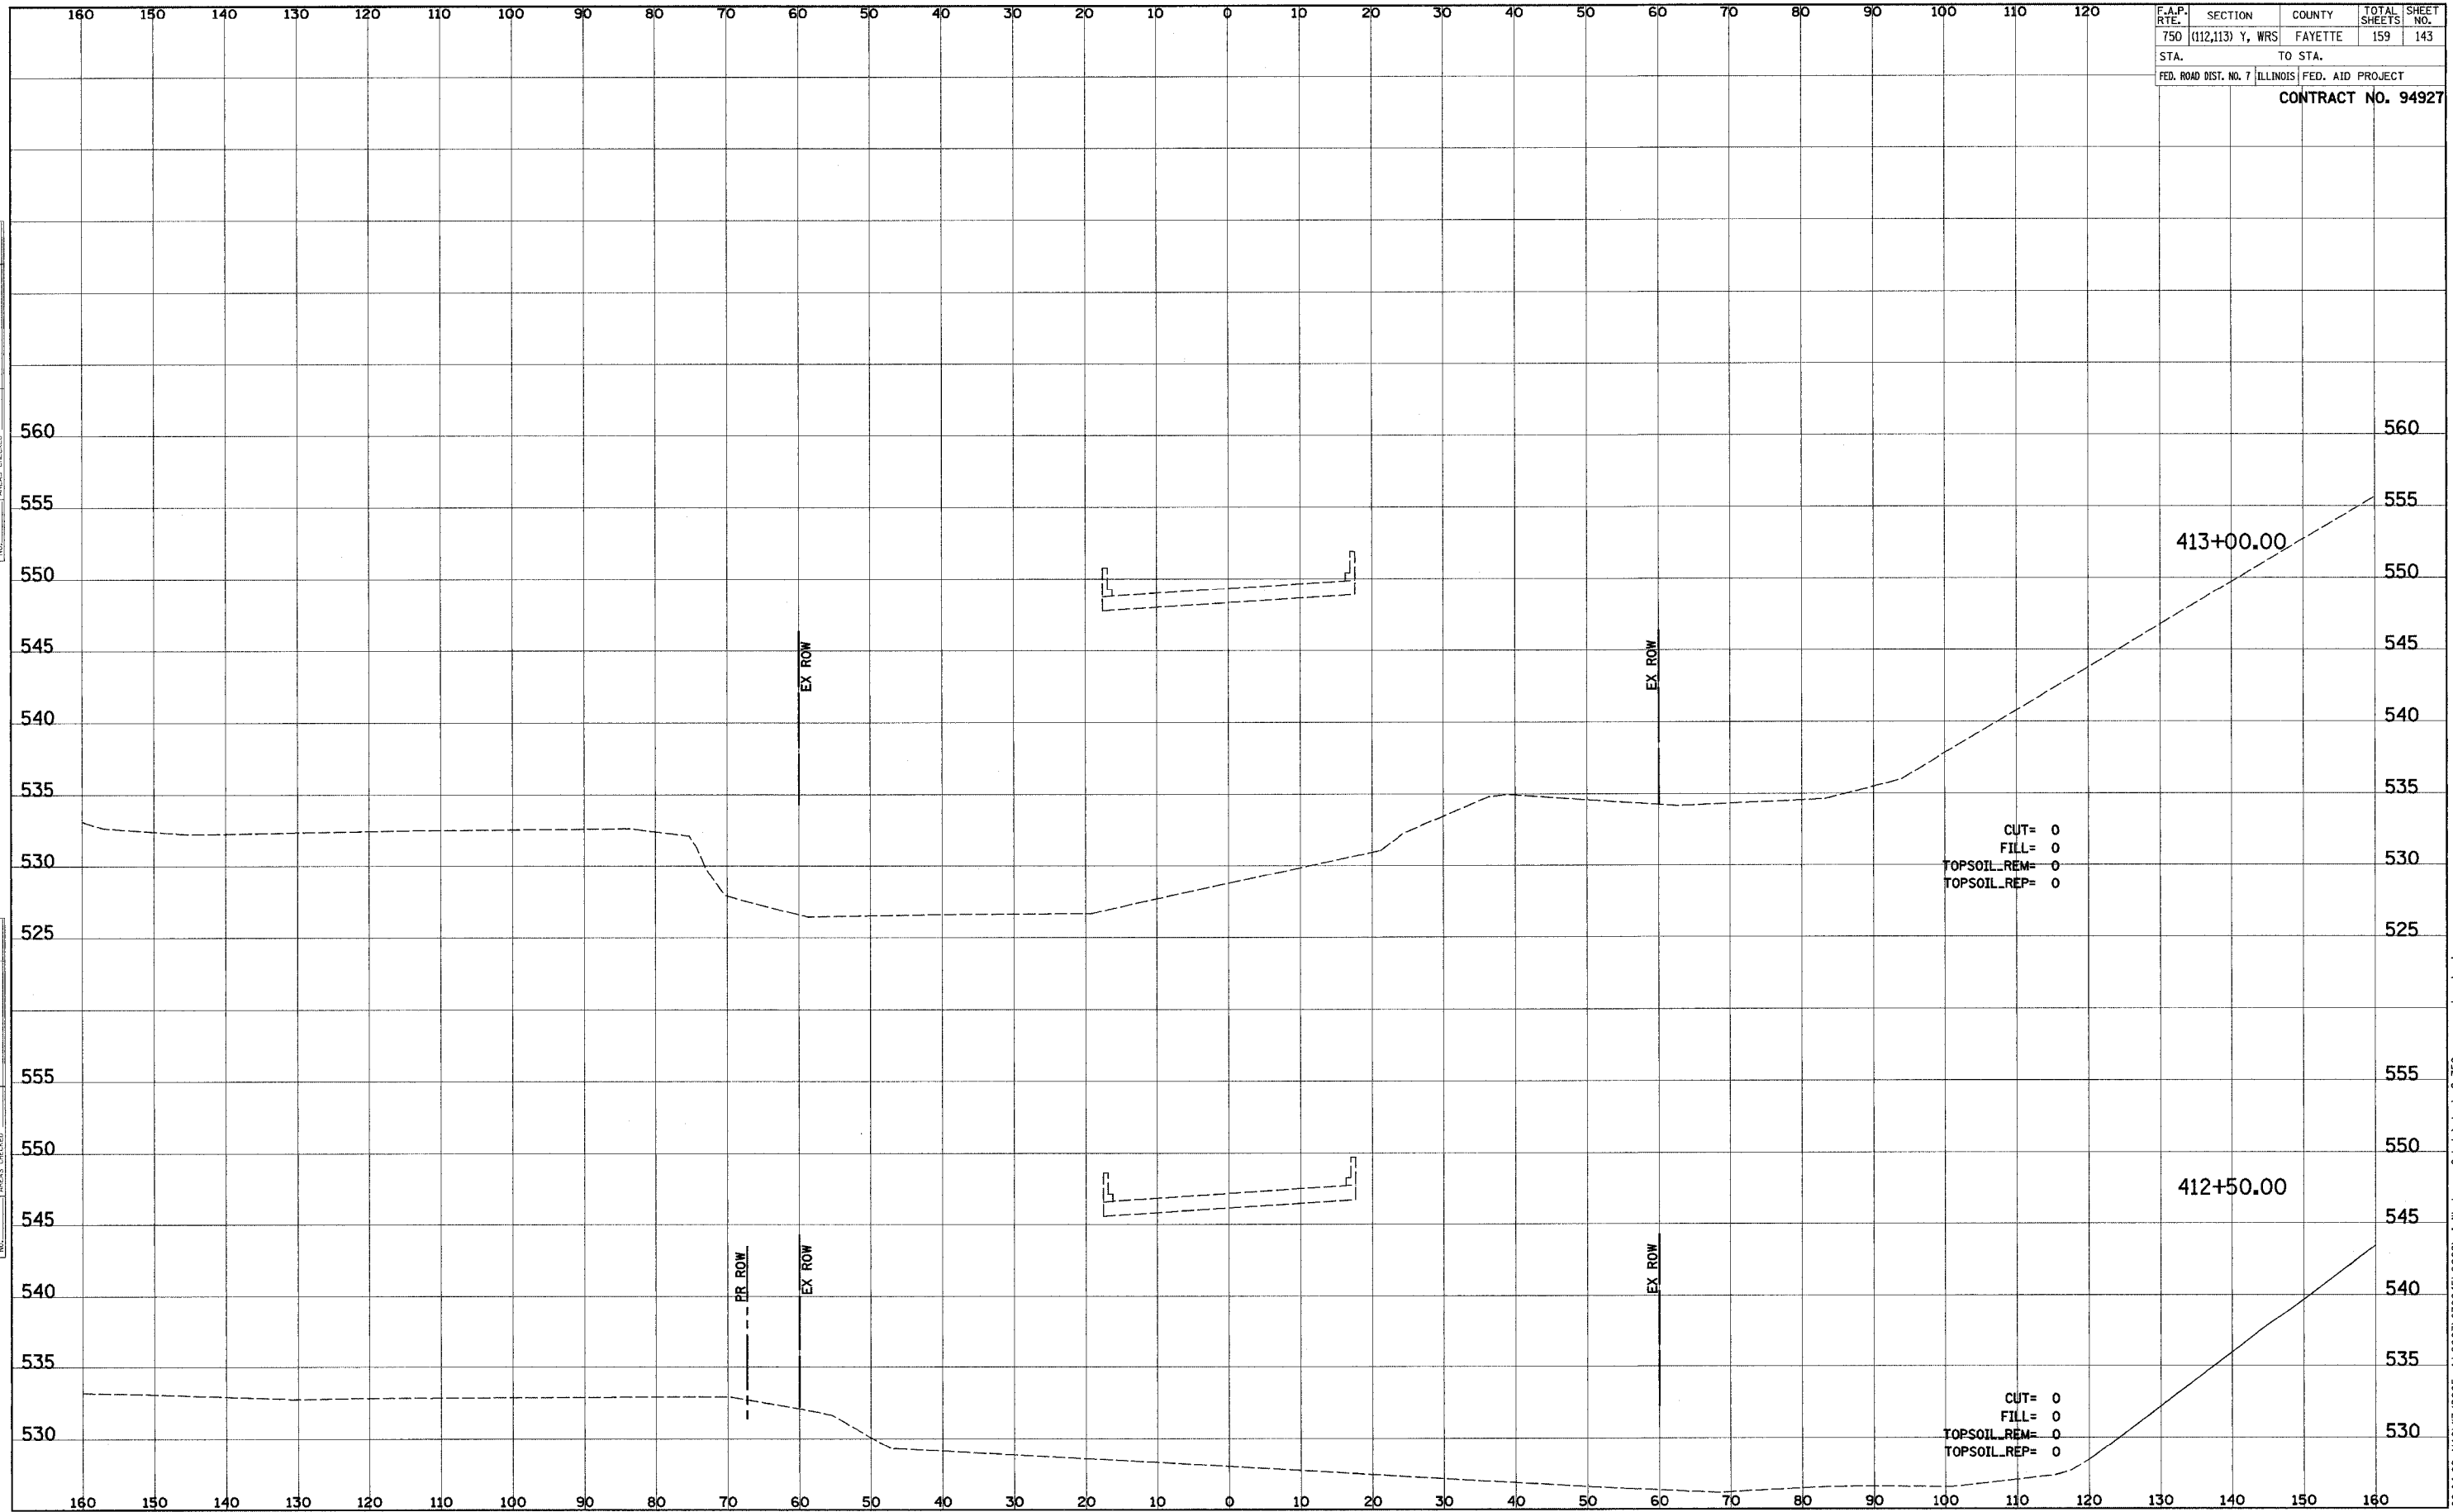 160 150 140 130 120 110 100 90 80 70 60 50 40 30 20 10 0 10 20 30 40 50 60 70 80 90 100 110 120
F.A.P. RTE. SECTION COUNTY TOTAL SHEETS SHEET NO.
750 (112,113) Y, WRS FAYETTE 159 143
STA. TO STA.
FED. ROAD DIST. NO. 7 ILLINOIS FED. AID PROJECT
CONTRACT NO. 94927
560 560
555 555
413+00.00
550 550
545 EX ROW EX ROW 545
540 540
535 535
CUT= 0
FILL= 0
530 TOPSOIL_REM= 0 530
TOPSOIL_REP= 0
525 525
555 555
550 550
412+50.00
545 545
PR ROW EX ROW EX ROW
540 540
535 535
CUT= 0
FILL= 0
530 TOPSOIL_REM= 0 530
TOPSOIL_REP= 0
160 150 140 130 120 110 100 90 80 70 60 50 40 30 20 10 0 10 20 30 40 50 60 70 80 90 100 110 120 130 140 150 160